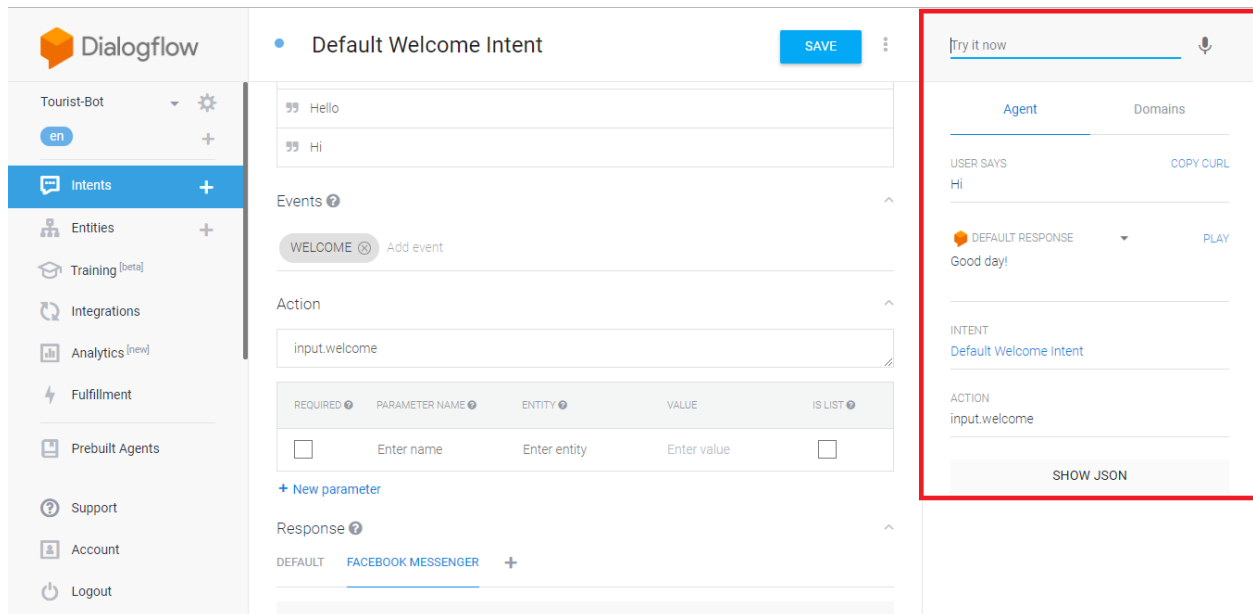 Dialogflow
Tourist-Bot
en
Intents
Entities
Training [beta]
Integrations
Analytics [new]
Fulfillment
Prebuilt Agents
Support
Account
Logout
Default Welcome Intent
SAVE
Hello
Hi
Events
WELCOME Add event
Action
input.welcome
REQUIRED PARAMETER NAME ENTITY VALUE IS LIST
Enter name Enter entity Enter value
+ New parameter
Response
DEFAULT FACEBOOK MESSENGER +
Try it now
Agent Domains
USER SAYS COPY CURL
Hi
DEFAULT RESPONSE PLAY
Good day!
INTENT
Default Welcome Intent
ACTION
input.welcome
SHOW JSON